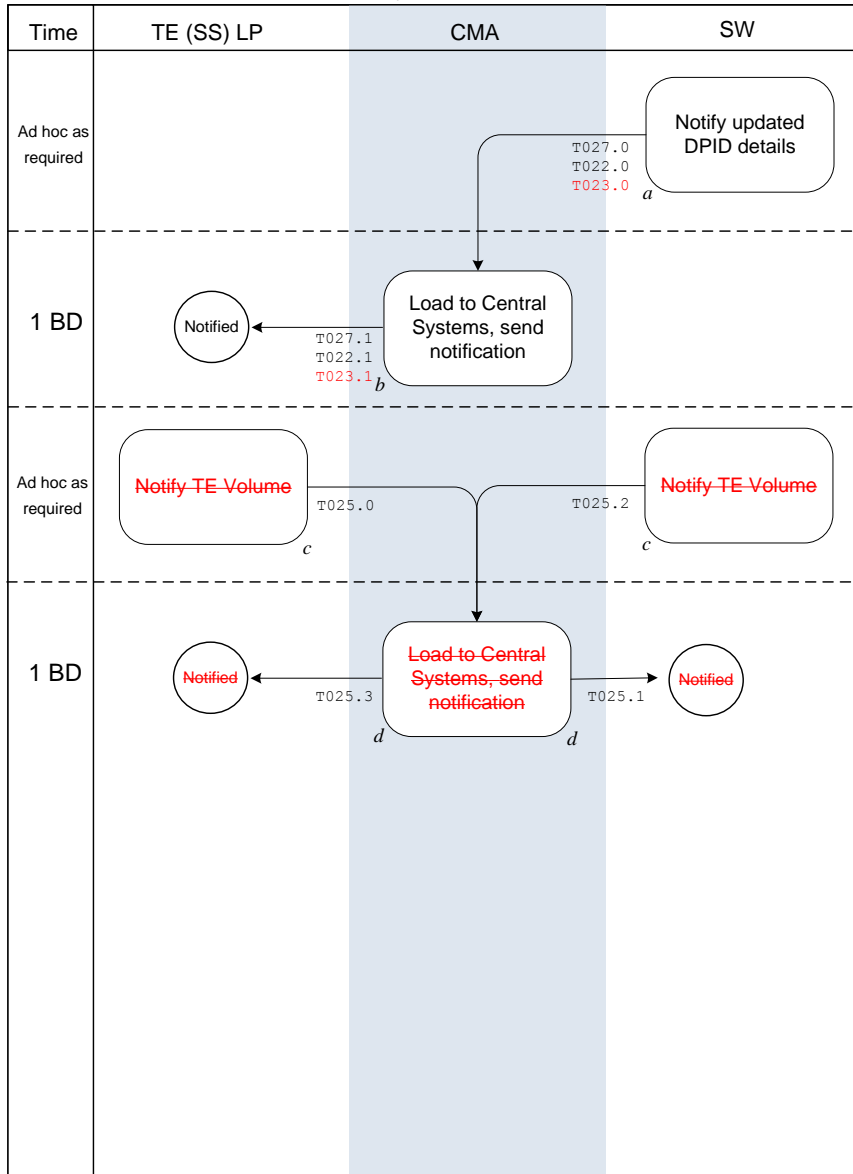 Time TE (SS) LP CMA SW
Ad hoc as
required
Notify updated
DPID details
T027.0
T022.0
T023.0
a
1 BD
Notified
Load to Central
Systems, send
notification
T027.1
T022.1
T023.1
b
Ad hoc as
required
Notify TE Volume
T025.0
c
T025.2
Notify TE Volume
c
1 BD
Notified
T025.3
Load to Central
Systems, send
notification
d
d
T025.1
Notified